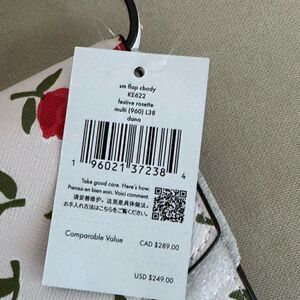 sm flap cbody
KE622
festive rosette
multi (960) L38
dana
1 96021 37238 4
Take good care. Here's how.
Prenez-en bien soin. Voici comment.
请妥善维护。这里是具体做法。
お手入れ方法はこちらをご覧ください。
Comparable Value
CAD $289.00
USD $249.00